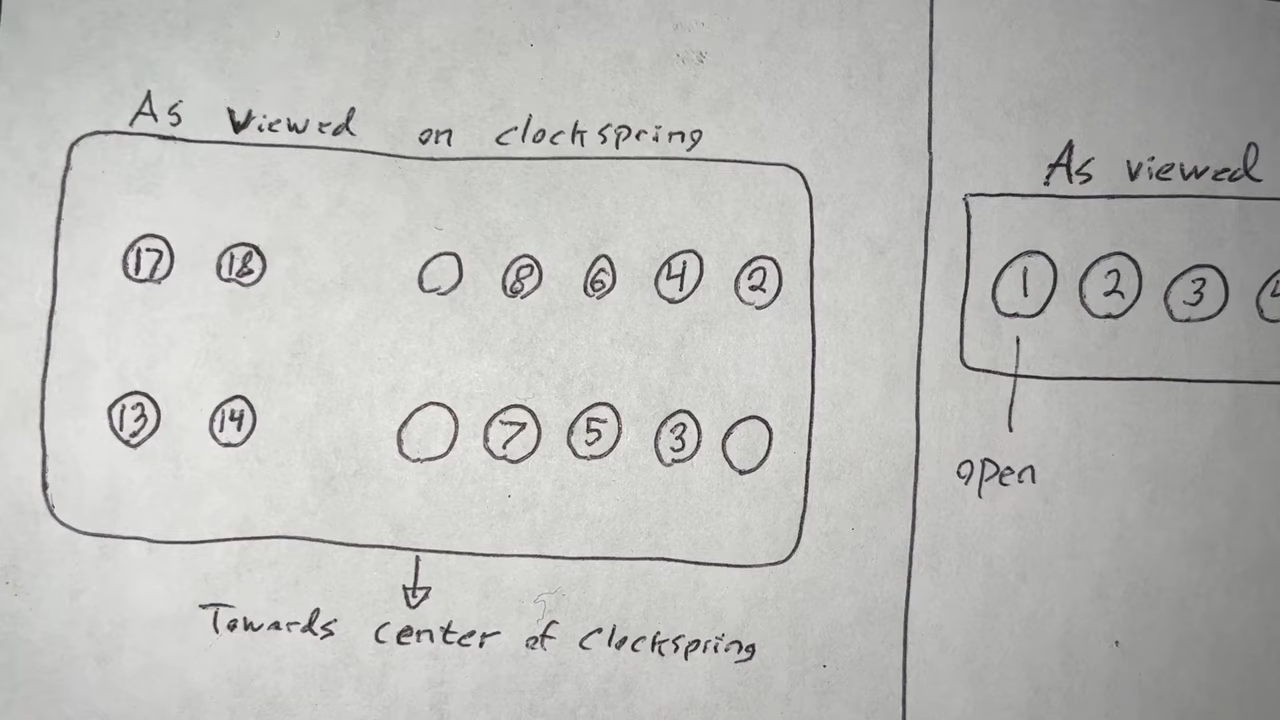 As viewed on clockspring
17 18 8 6 4 2
13 14 7 5 3
Towards center of clockspring
As viewed
1 2 3
open